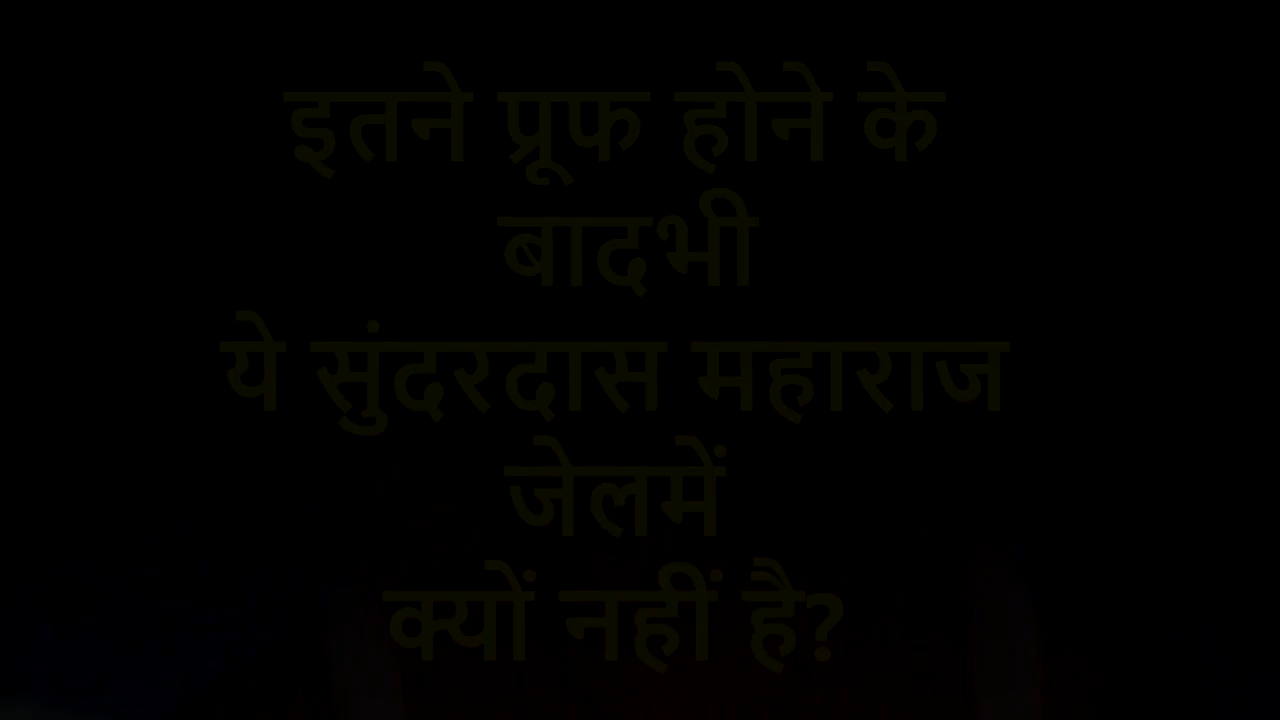 इतने प्रूफ होने के
बादभी
ये सुंदरदास महाराज
जेलमें
क्यों नहीं है?